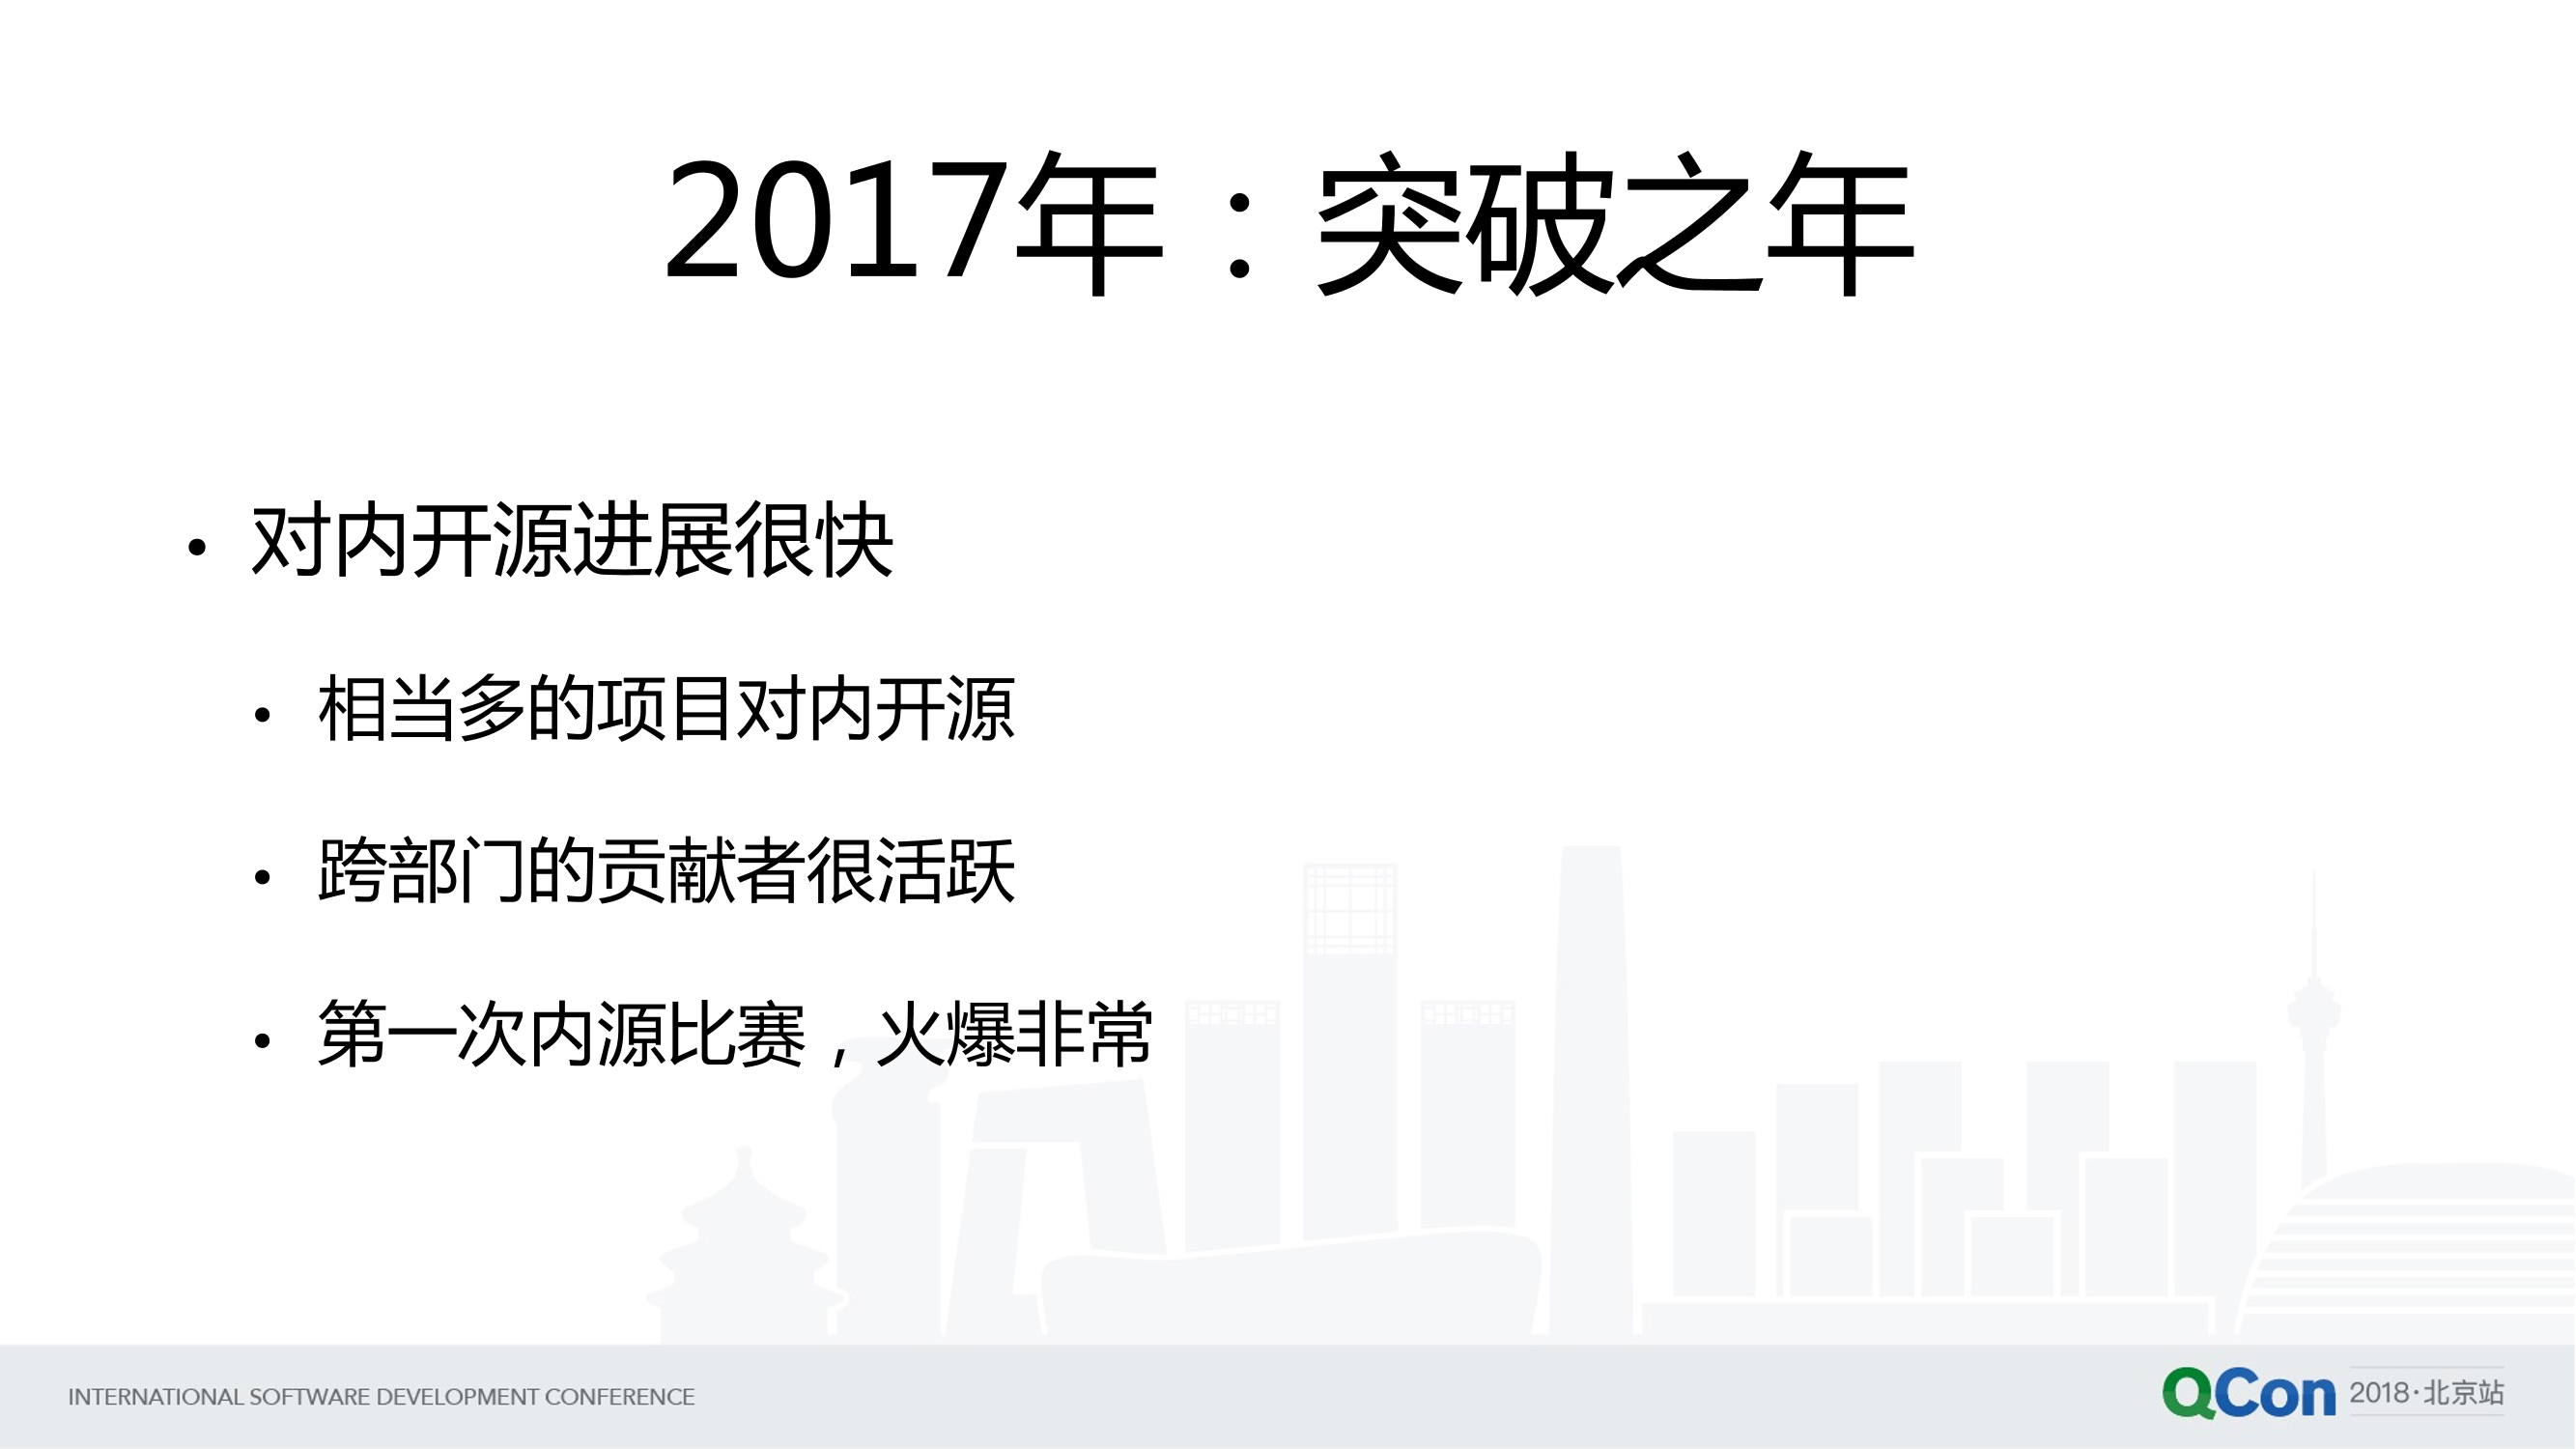 2017年：突破之年
• 对内开源进展很快
• 相当多的项目对内开源
• 跨部门的贡献者很活跃
• 第一次内源比赛，火爆非常
INTERNATIONAL SOFTWARE DEVELOPMENT CONFERENCE
QCon 2018·北京站